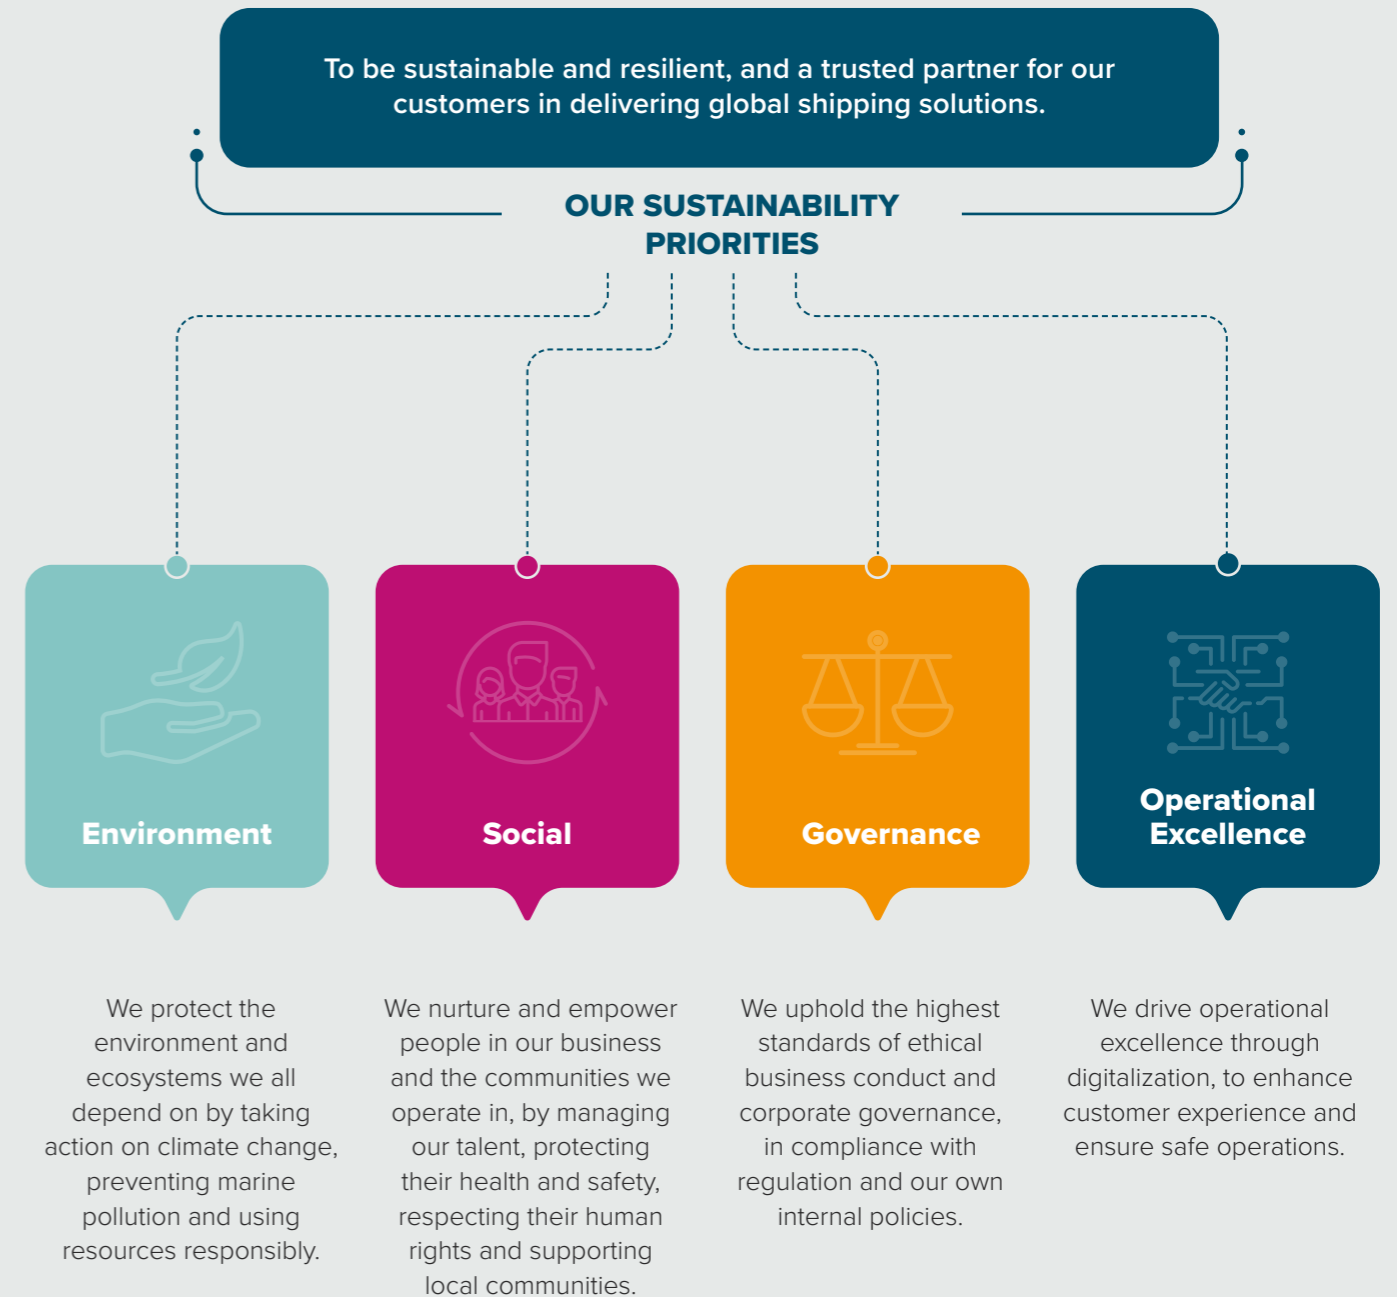 To be sustainable and resilient, and a trusted partner for our
customers in delivering global shipping solutions.
OUR SUSTAINABILITY
PRIORITIES
Environment
We protect the
environment and
ecosystems we all
depend on by taking
action on climate change,
preventing marine
pollution and using
resources responsibly.
Social
We nurture and empower
people in our business
and the communities we
operate in, by managing
our talent, protecting
their health and safety,
respecting their human
rights and supporting
local communities.
Governance
We uphold the highest
standards of ethical
business conduct and
corporate governance,
in compliance with
regulation and our own
internal policies.
Operational
Excellence
We drive operational
excellence through
digitalization, to enhance
customer experience and
ensure safe operations.